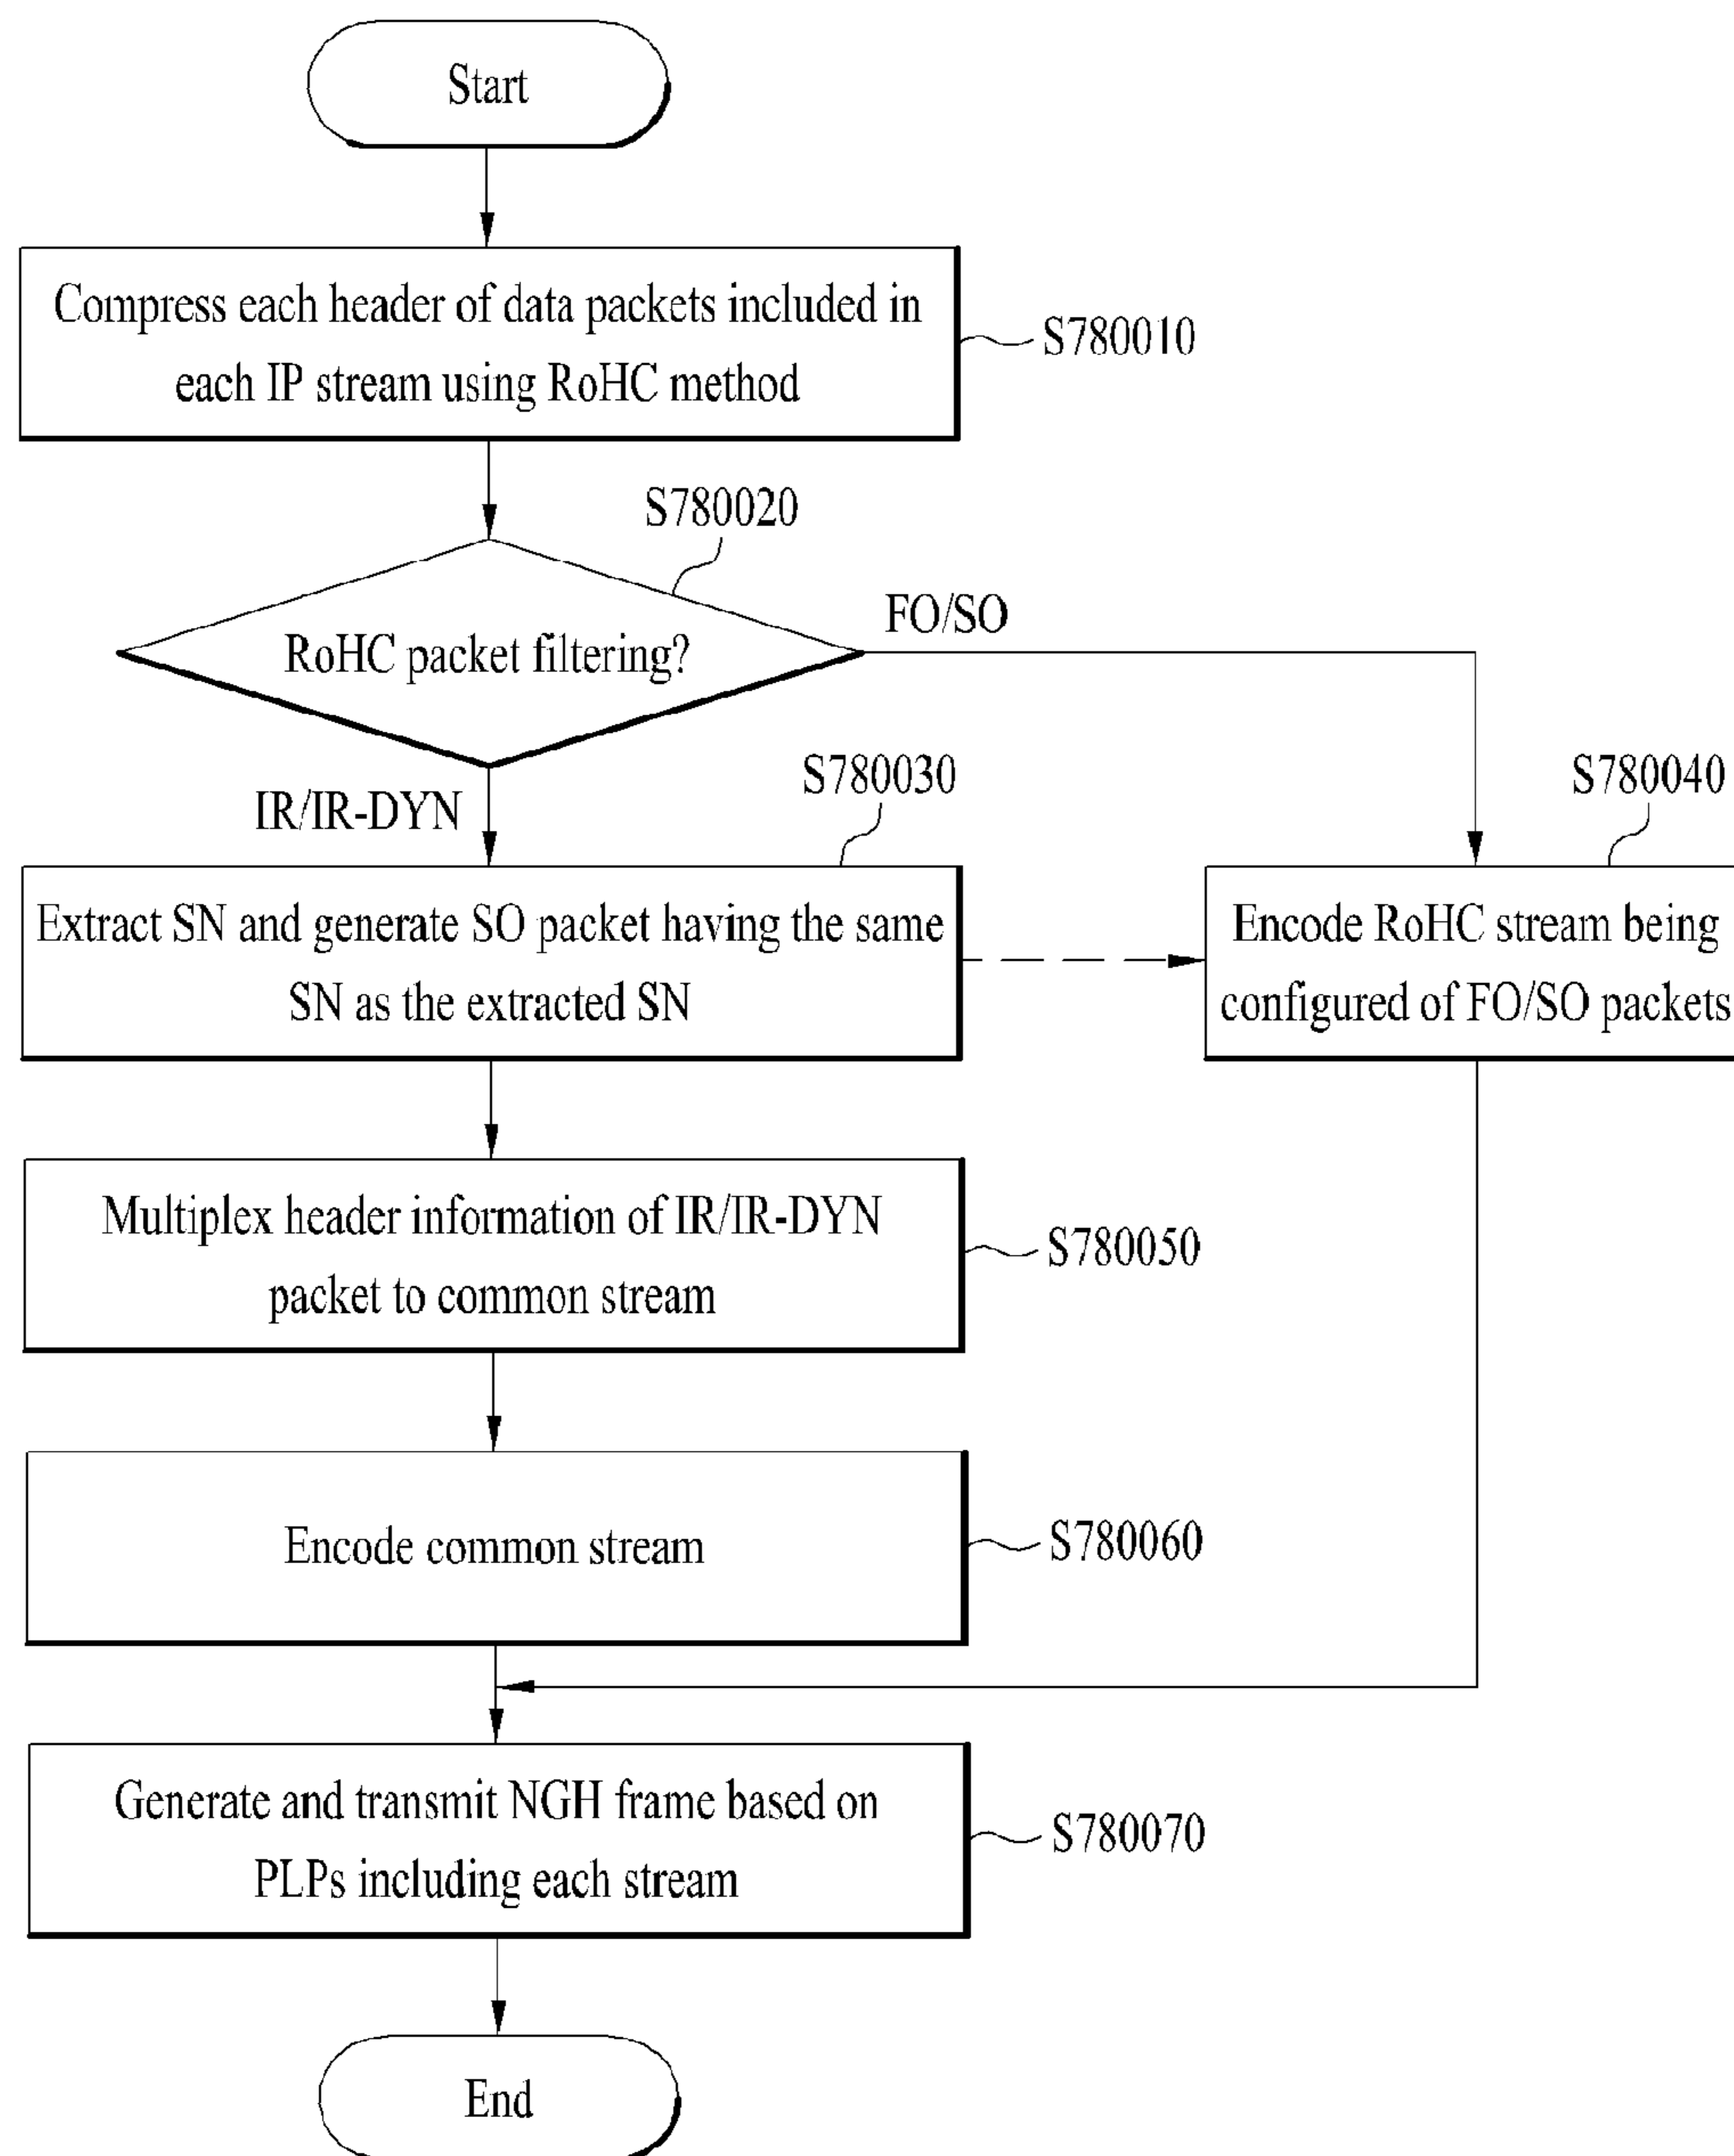 Start
Compress each header of data packets included in
each IP stream using RoHC method
S780010
S780020
RoHC packet filtering?
FO/SO
IR/IR-DYN
S780030
S780040
Extract SN and generate SO packet having the same
SN as the extracted SN
Encode RoHC stream being
configured of FO/SO packets
Multiplex header information of IR/IR-DYN
packet to common stream
S780050
Encode common stream
S780060
Generate and transmit NGH frame based on
PLPs including each stream
S780070
End